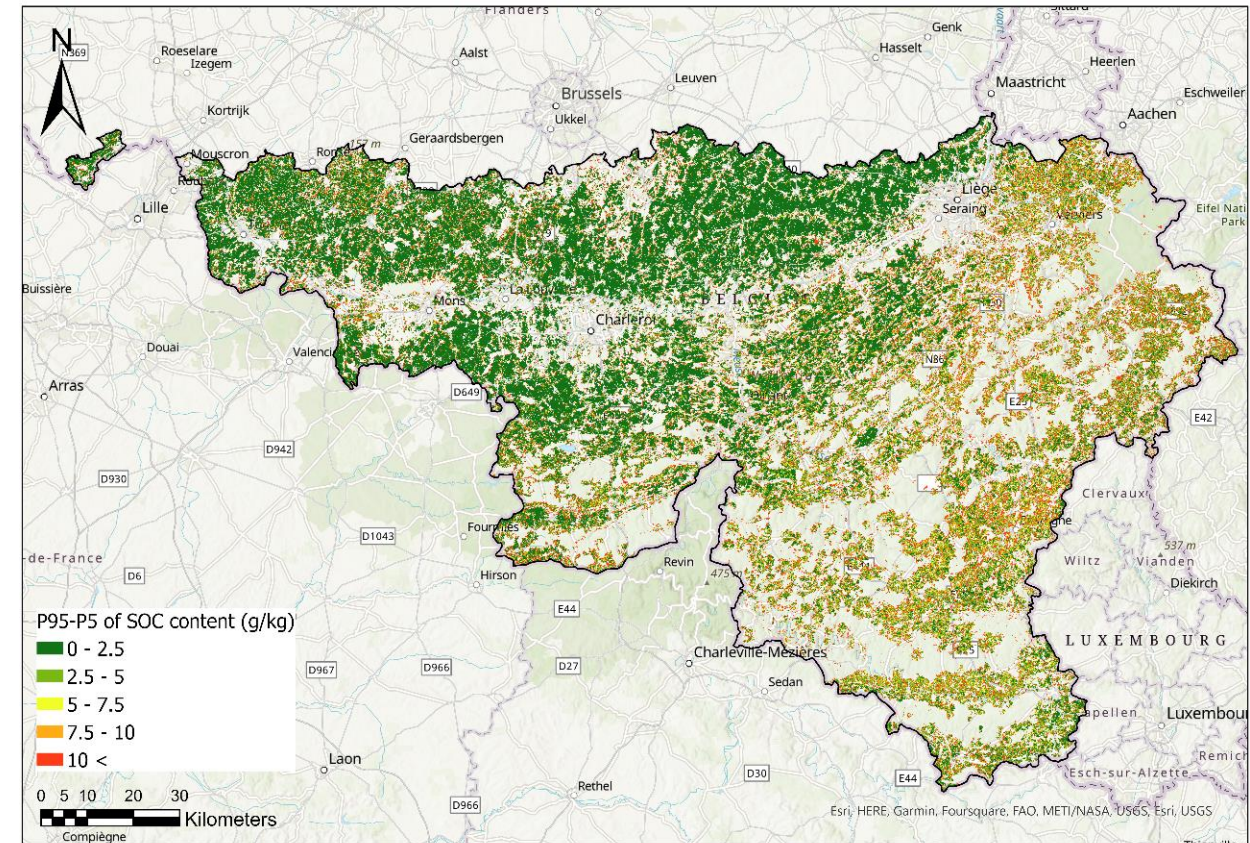 Flanders
Sittard
N
N369
Roeselare
Izegem
Aalst
Genk
Hasselt
Heerlen
Leuven
Maastricht
Brussels
Eschweiler
Ukkel
Kortrijk
Aachen
Geraardsbergen
157 m
Mouscron
Lille
Liège
Seraing
Eifel Nati
Park
Buissière
Mons
Charleroi
Douai
Valenci
N86
D649
Arras
E42
D942
D930
Clervaux
D1043
Fourmies
de-France
Revin
Wiltz
Vianden
537 m
D6
Hirson
475 m
Diekirch
E44
P95-P5 of SOC content (g/kg)
0 - 2.5
LUXEMBOURG
2.5 - 5
Charleville-Mézières
D967
D966
D27
5 - 7.5
Sedan
7.5 - 10
apellen
Luxembour
10 <
Laon
Remich
D30
E44
Esch-sur-Alzette
0 5 10 20 30
Kilometers
Rethel
D966
Esri, HERE, Garmin, Foursquare, FAO, METI/NASA, USGS, Esri, USGS
Compiègne